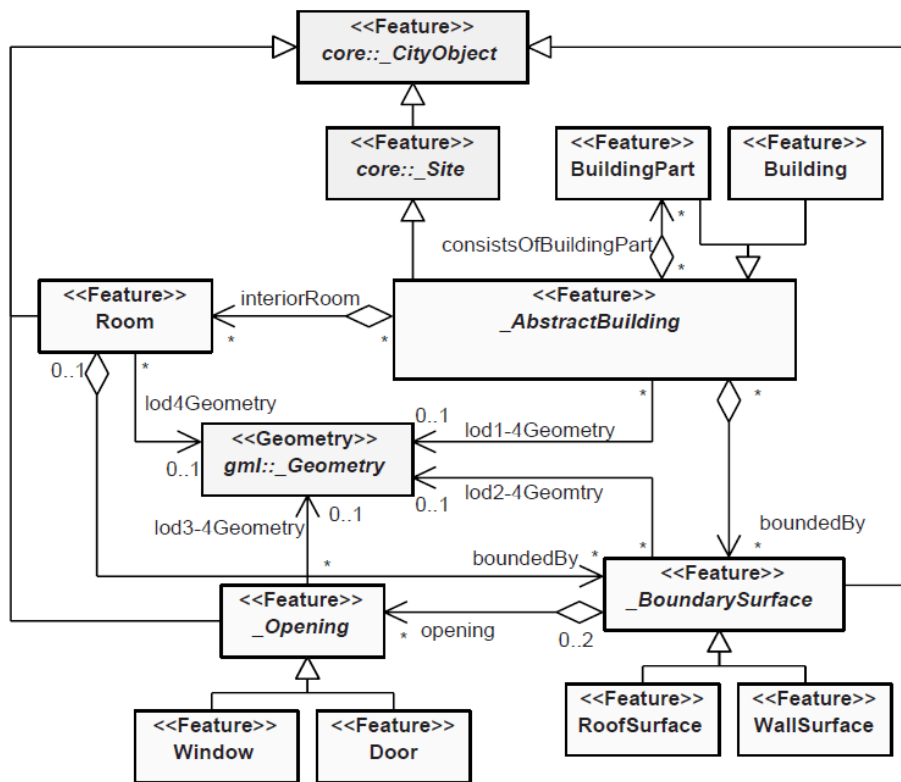 <<Feature>>
core::_CityObject
<<Feature>>
core::_Site
<<Feature>>
BuildingPart
<<Feature>>
Building
consistsOfBuildingPart
*
*
<<Feature>>
Room
interiorRoom
*
*
<<Feature>>
_AbstractBuilding
0..1
*
lod4Geometry
0..1
<<Geometry>>
gml::_Geometry
0..1
lod1-4Geometry
*
*
0..1
lod2-4Geomtry
*
lod3-4Geometry
0..1
*
boundedBy
*
boundedBy
*
<<Feature>>
_Opening
*
opening
0..2
<<Feature>>
_BoundarySurface
<<Feature>>
Window
<<Feature>>
Door
<<Feature>>
RoofSurface
<<Feature>>
WallSurface